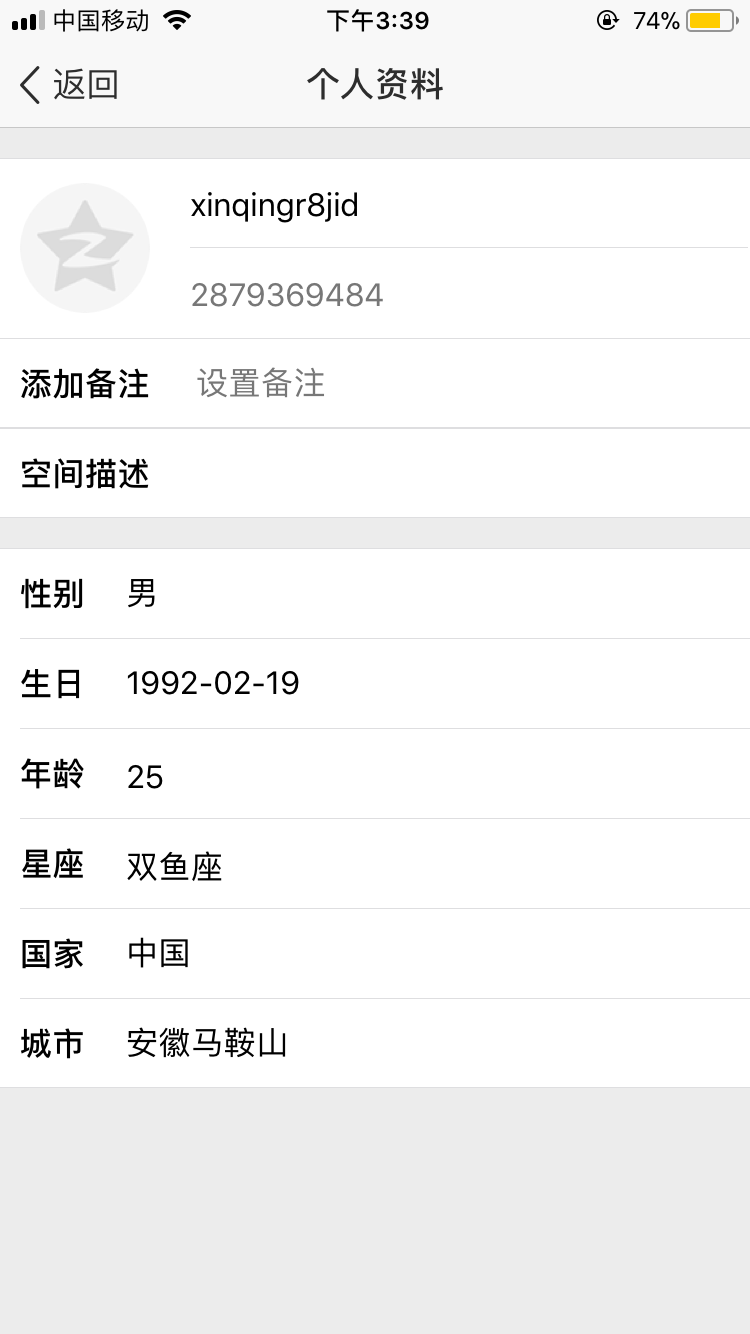 中国移动 下午3:39 74%
返回 个人资料
xinqingr8jid
2879369484
添加备注 设置备注
空间描述
性别 男
生日 1992-02-19
年龄 25
星座 双鱼座
国家 中国
城市 安徽马鞍山